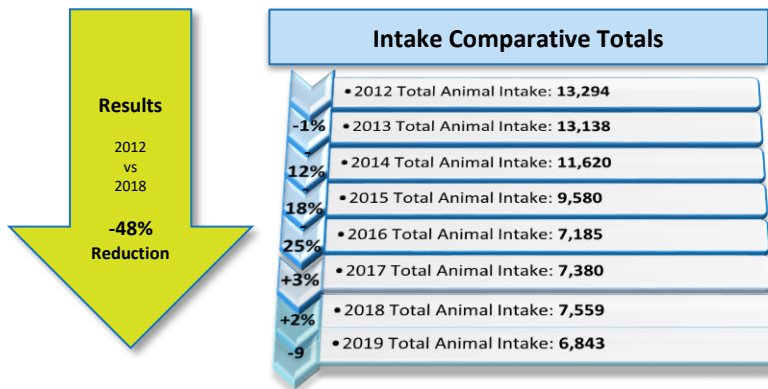 Results
2012
vs
2018
-48%
Reduction
Intake Comparative Totals
• 2012 Total Animal Intake: 13,294
-1%
• 2013 Total Animal Intake: 13,138
-
12%
• 2014 Total Animal Intake: 11,620
-
18%
• 2015 Total Animal Intake: 9,580
-
25%
• 2016 Total Animal Intake: 7,185
+3%
• 2017 Total Animal Intake: 7,380
+2%
• 2018 Total Animal Intake: 7,559
-9
• 2019 Total Animal Intake: 6,843